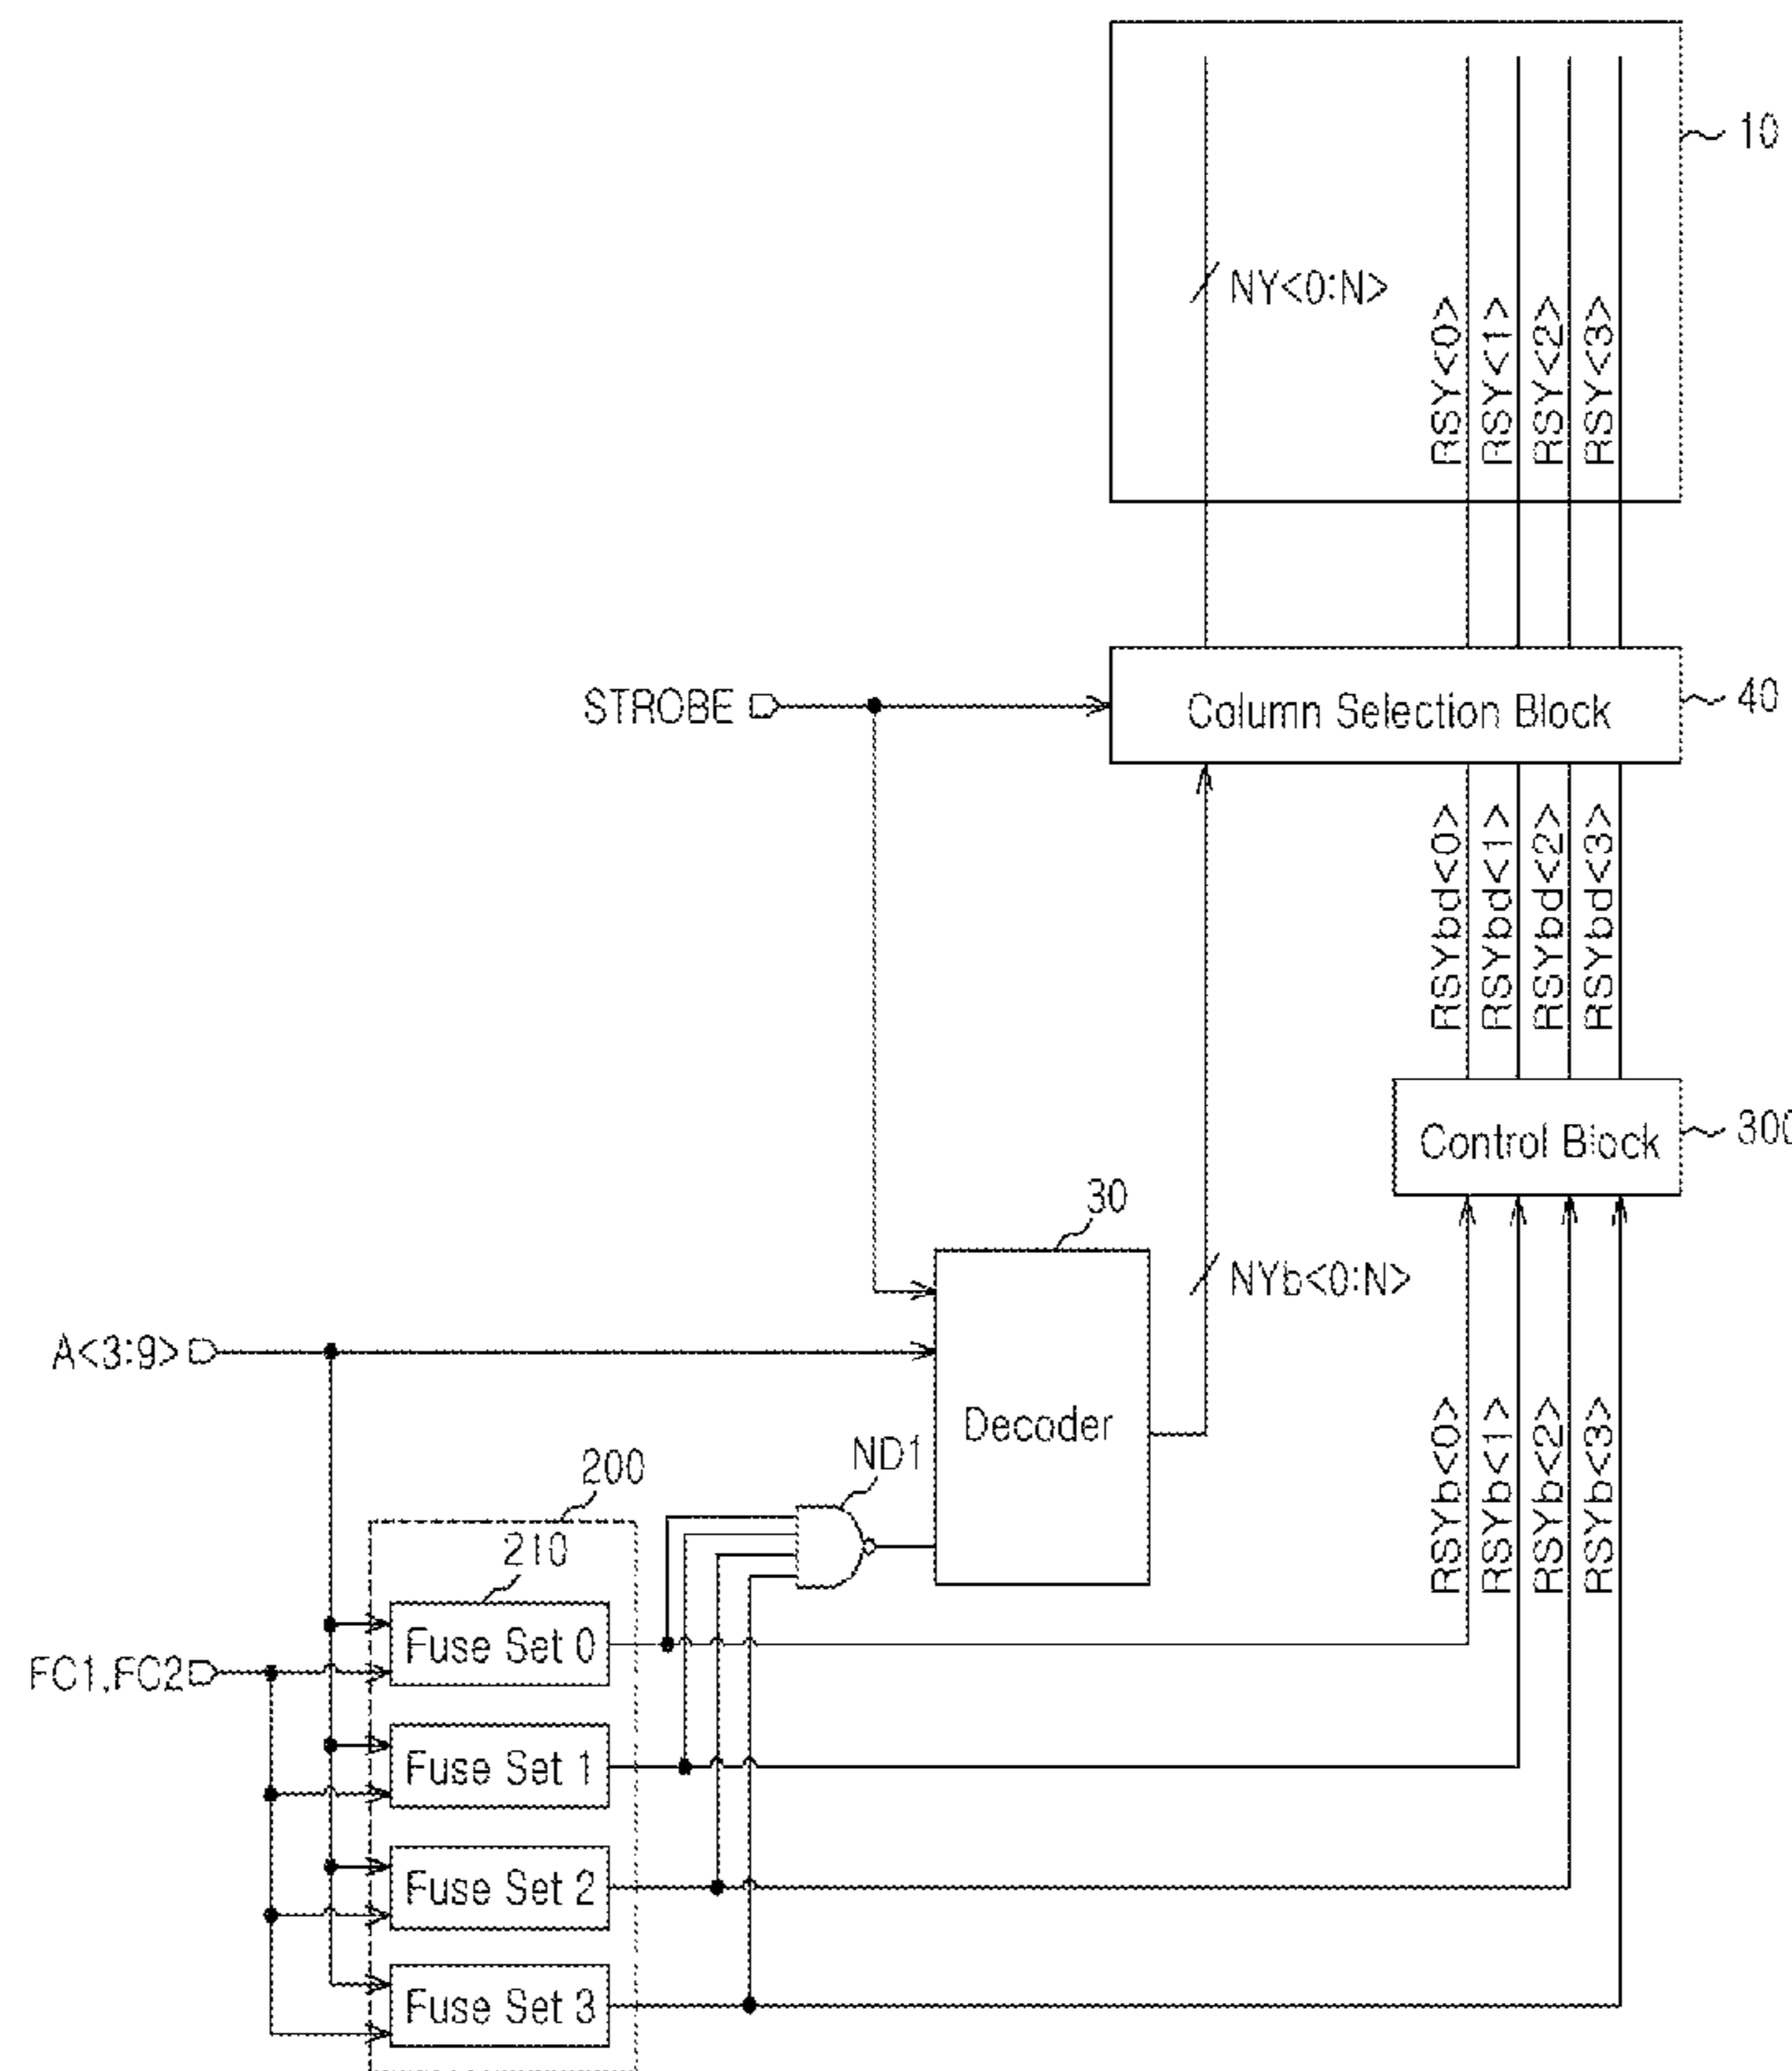 10
NY<0:N>
RSY<0>
RSY<1>
RSY<2>
RSY<3>
STROBE
Column Selection Block
40
RSYbd<0>
RSYbd<1>
RSYbd<2>
RSYbd<3>
Control Block
300
30
NYb<0:N>
A<3:9>
Decoder
RSYb<0>
RSYb<1>
RSYb<2>
RSYb<3>
ND1
200
210
Fuse Set 0
FC1,FC2
Fuse Set 1
Fuse Set 2
Fuse Set 3